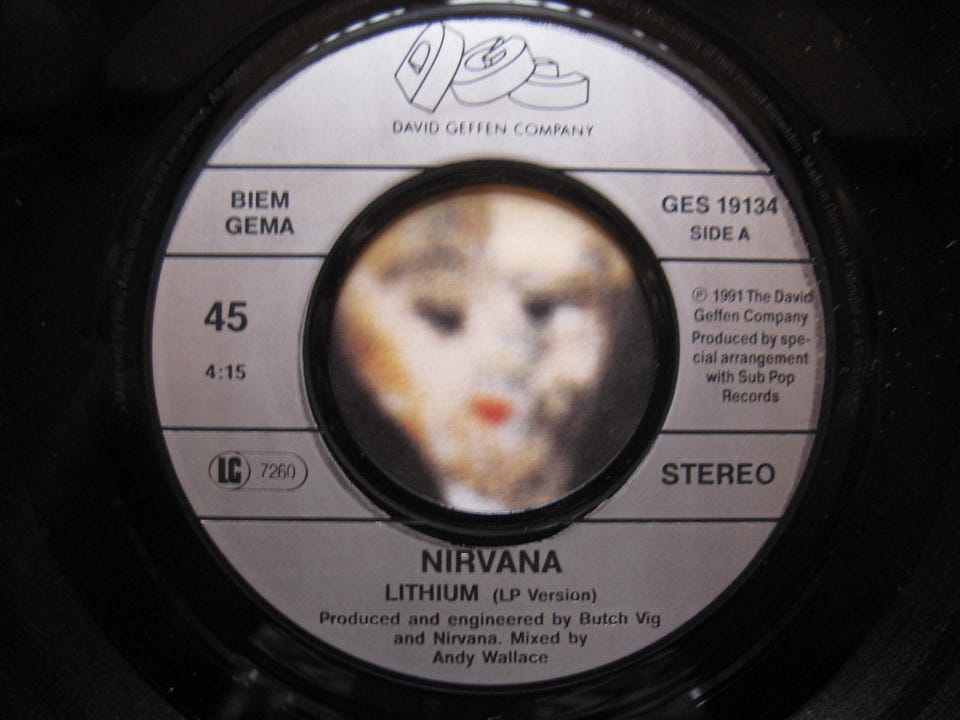 DGC
DAVID GEFFEN COMPANY
BIEM
GEMA
GES 19134
SIDE A
45
4:15
℗ 1991 The David
Geffen Company
Produced by spe-
cial arrangement
with Sub Pop
Records
LC 7260
STEREO
NIRVANA
LITHIUM (LP Version)
Produced and engineered by Butch Vig
and Nirvana. Mixed by
Andy Wallace